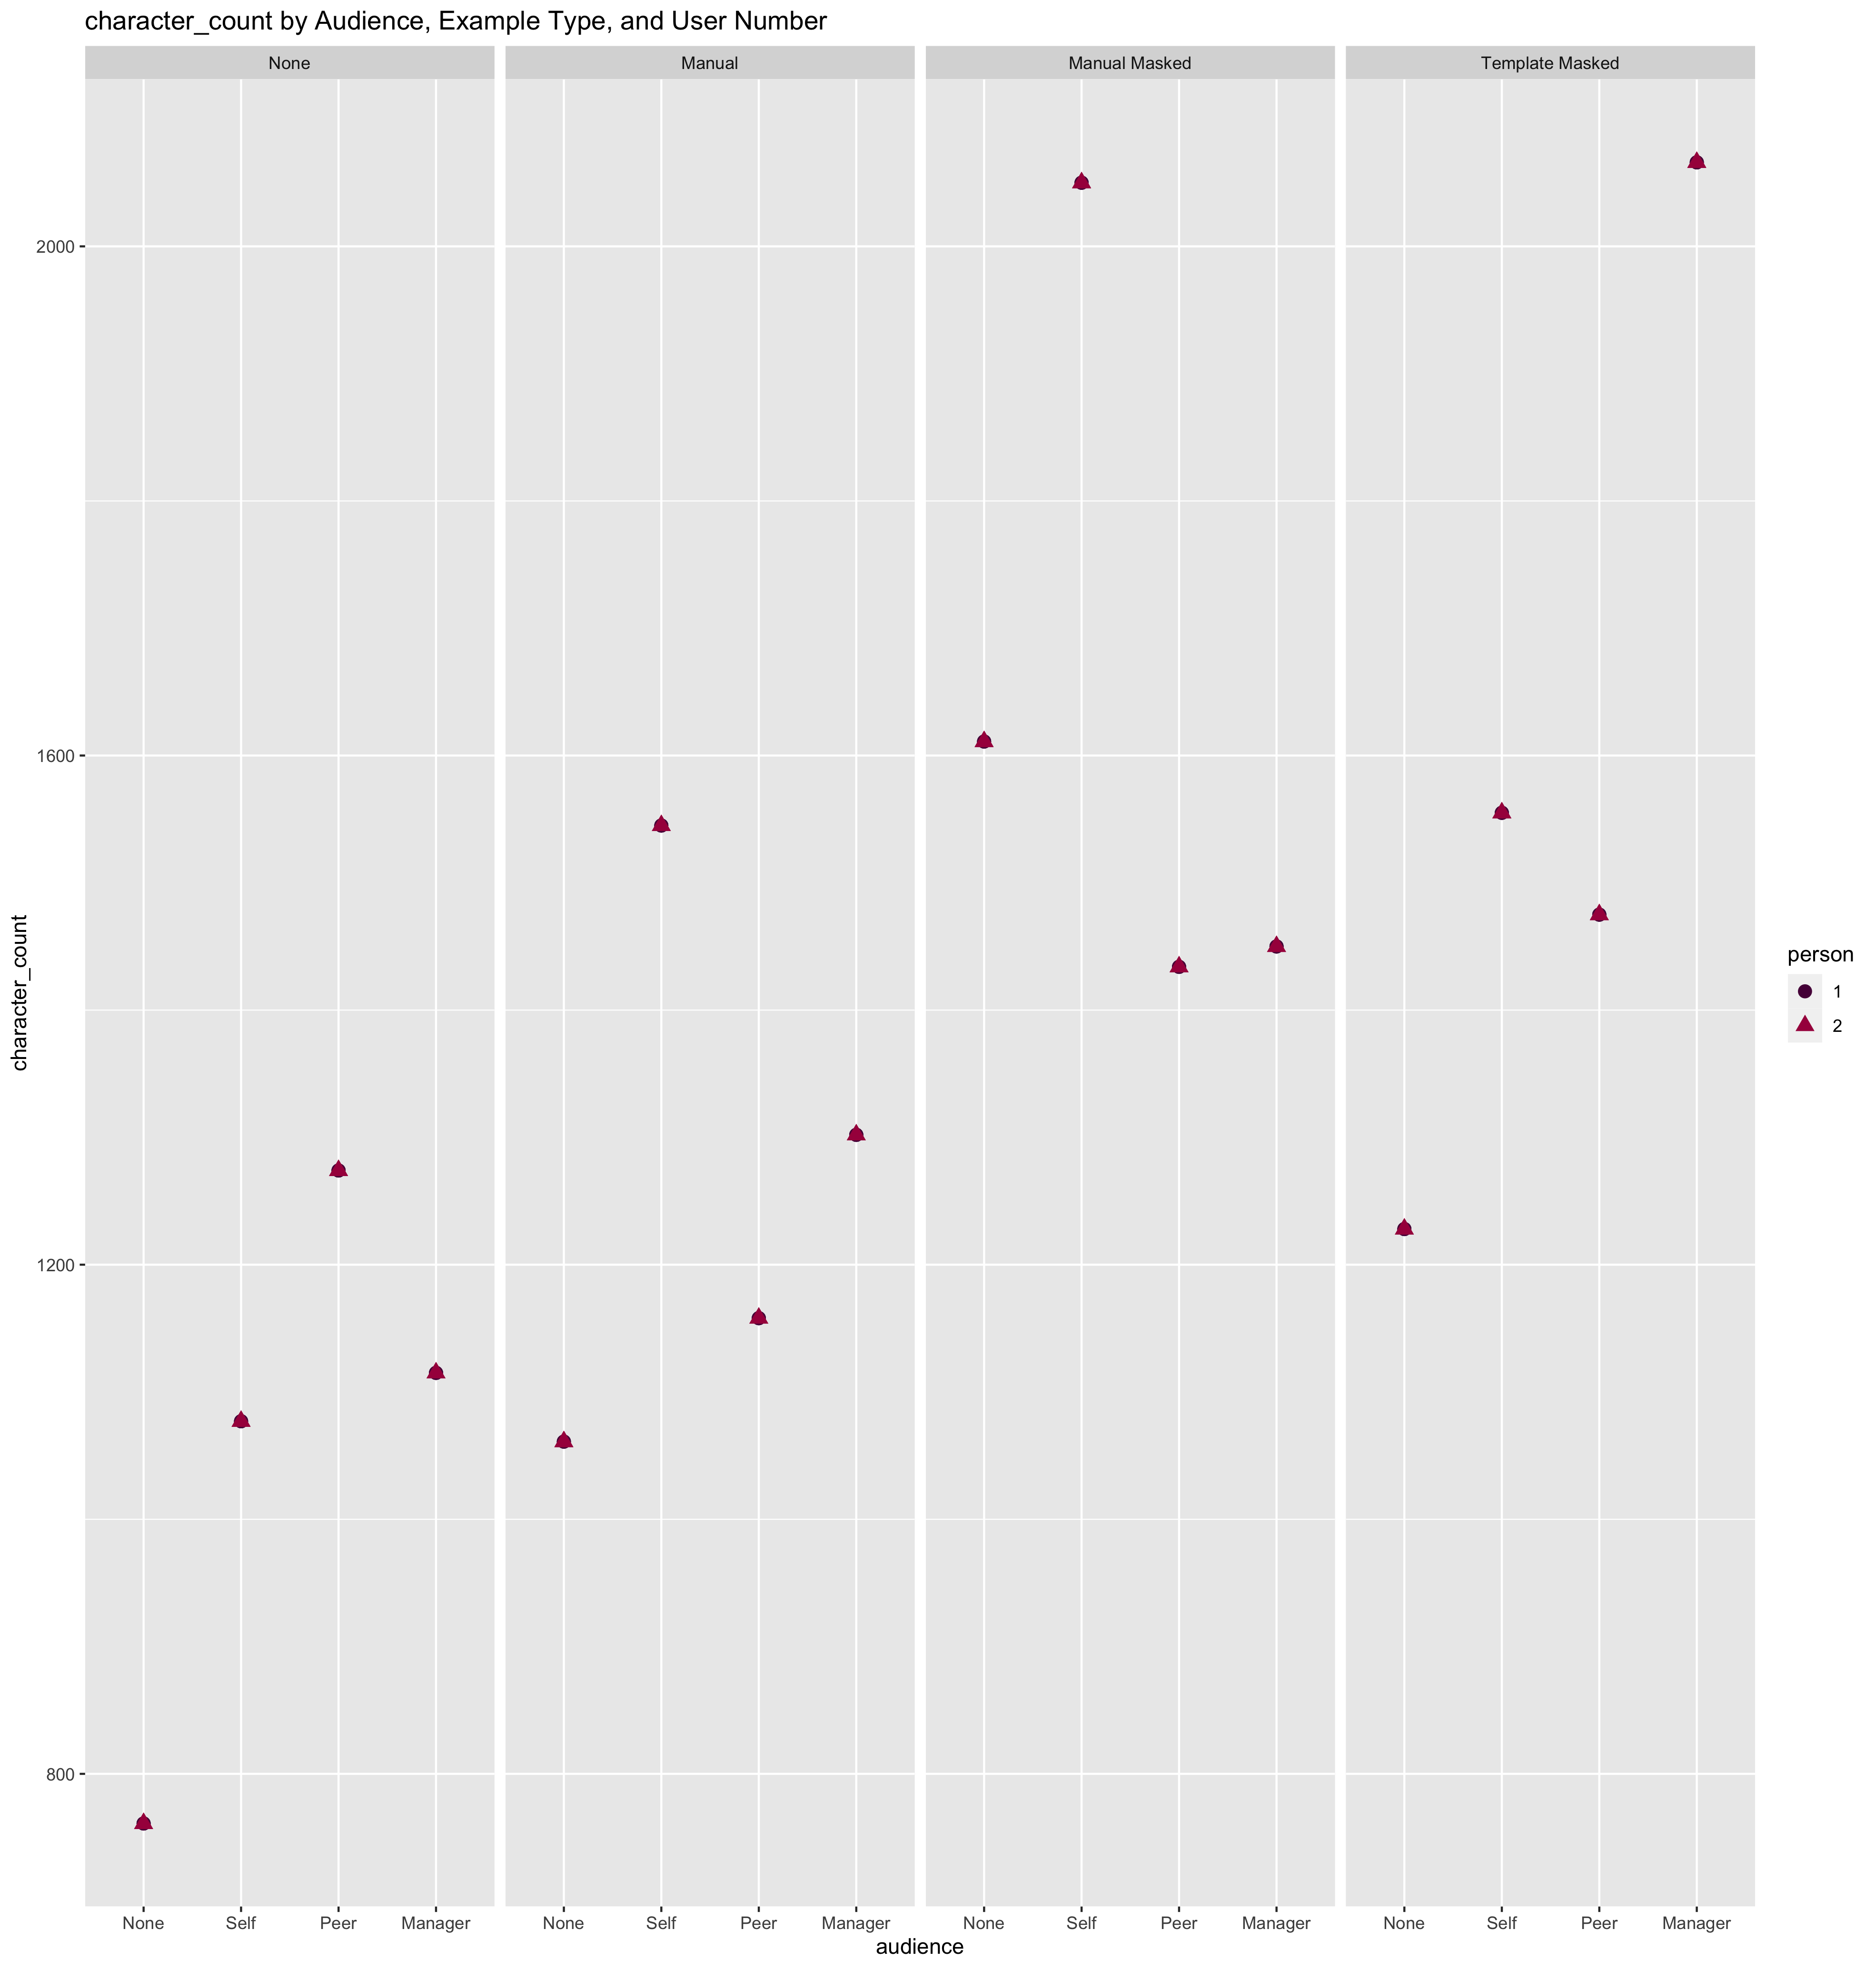 character_count by Audience, Example Type, and User Number
None Manual Manual Masked Template Masked
2000
1600
1200
800
character_count
None Self Peer Manager None Self Peer Manager None Self Peer Manager None Self Peer Manager
audience
person
1
2